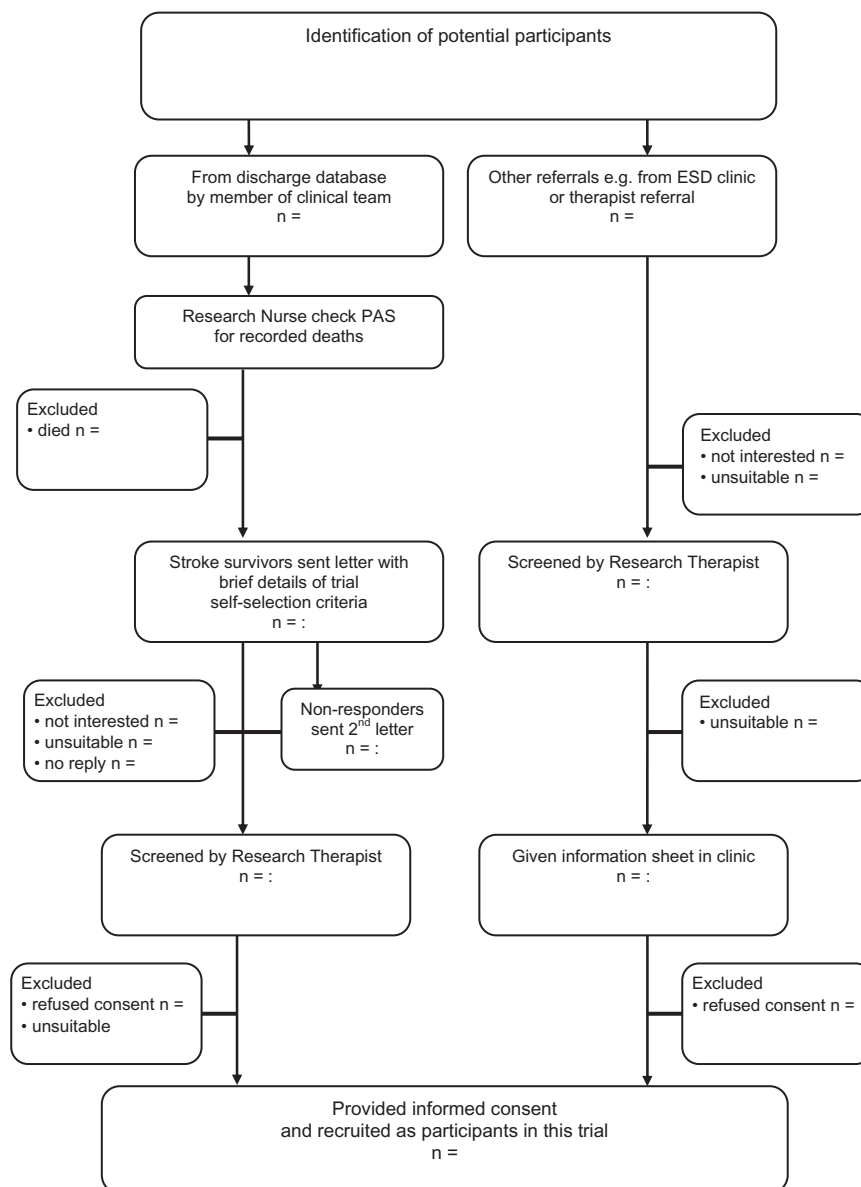 Identification of potential participants
From discharge database
by member of clinical team
n =
Other referrals e.g. from ESD clinic
or therapist referral
n =
Research Nurse check PAS
for recorded deaths
Excluded
• died n =
Excluded
• not interested n =
• unsuitable n =
Stroke survivors sent letter with
brief details of trial
self-selection criteria
n = :
Screened by Research Therapist
n = :
Excluded
• not interested n =
• unsuitable n =
• no reply n =
Non-responders
sent 2nd letter
n = :
Excluded
• unsuitable n =
Screened by Research Therapist
n = :
Given information sheet in clinic
n = :
Excluded
• refused consent n =
• unsuitable
Excluded
• refused consent n =
Provided informed consent
and recruited as participants in this trial
n =